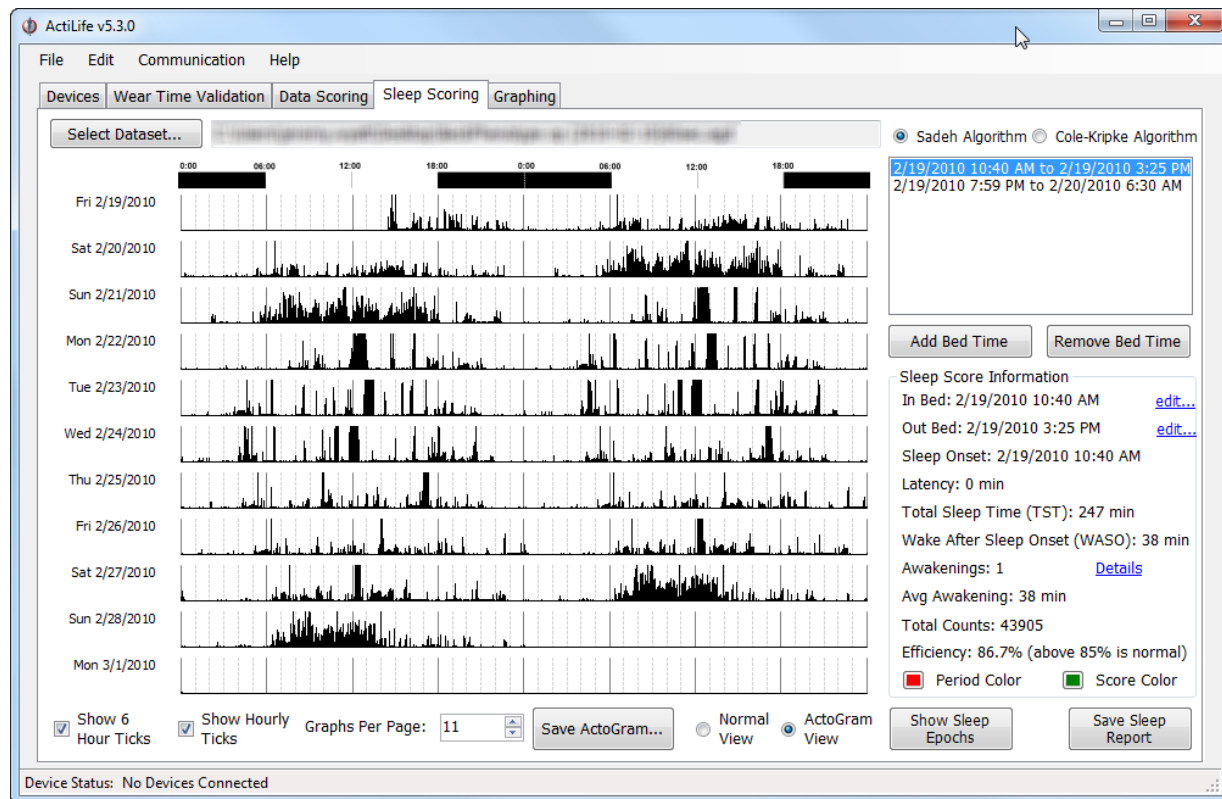 ActiLife v5.3.0
File Edit Communication Help
Devices Wear Time Validation Data Scoring Sleep Scoring Graphing
Select Dataset...
Sadeh Algorithm Cole-Kripke Algorithm
0:00 06:00 12:00 18:00 0:00 06:00 12:00 18:00
Fri 2/19/2010
Sat 2/20/2010
Sun 2/21/2010
Mon 2/22/2010
Tue 2/23/2010
Wed 2/24/2010
Thu 2/25/2010
Fri 2/26/2010
Sat 2/27/2010
Sun 2/28/2010
Mon 3/1/2010
2/19/2010 10:40 AM to 2/19/2010 3:25 PM
2/19/2010 7:59 PM to 2/20/2010 6:30 AM
Add Bed Time Remove Bed Time
Sleep Score Information
In Bed: 2/19/2010 10:40 AM edit...
Out Bed: 2/19/2010 3:25 PM edit...
Sleep Onset: 2/19/2010 10:40 AM
Latency: 0 min
Total Sleep Time (TST): 247 min
Wake After Sleep Onset (WASO): 38 min
Awakenings: 1 Details
Avg Awakening: 38 min
Total Counts: 43905
Efficiency: 86.7% (above 85% is normal)
Period Color Score Color
Show 6
Hour Ticks
Show Hourly
Ticks
Graphs Per Page: 11
Save ActoGram...
Normal
View
ActoGram
View
Show Sleep
Epochs
Save Sleep
Report
Device Status: No Devices Connected